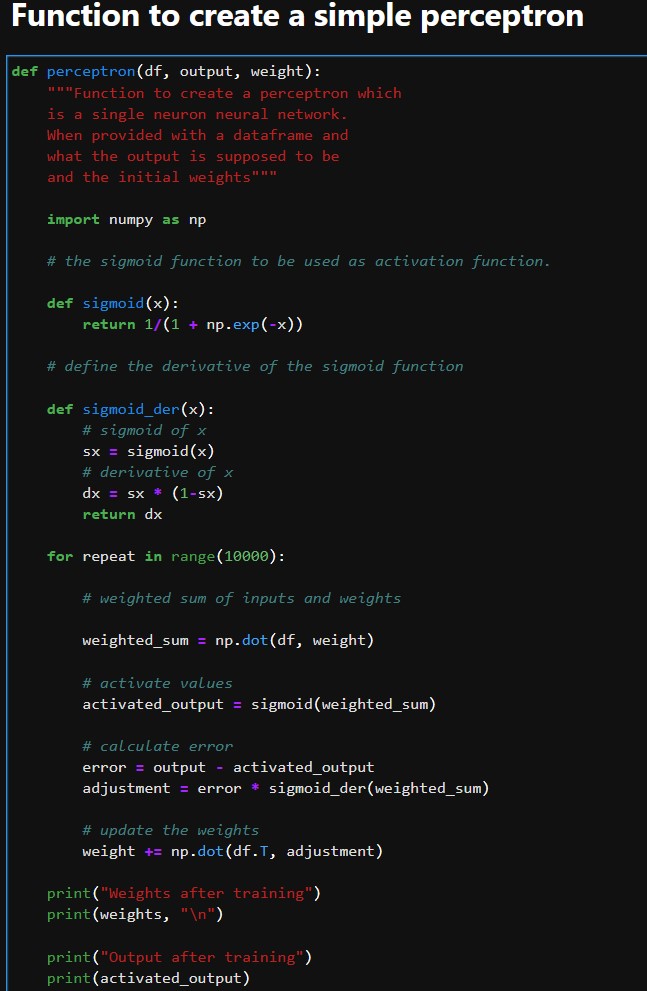 Function to create a simple perceptron
def perceptron(df, output, weight):
    """Function to create a perceptron which
    is a single neuron neural network.
    When provided with a dataframe and
    what the output is supposed to be
    and the initial weights"""
    import numpy as np
    # the sigmoid function to be used as activation function.
    def sigmoid(x):
        return 1/(1 + np.exp(-x))
    # define the derivative of the sigmoid function
    def sigmoid_der(x):
        # sigmoid of x
        sx = sigmoid(x)
        # derivative of x
        dx = sx * (1-sx)
        return dx
    for repeat in range(10000):
        # weighted sum of inputs and weights
        weighted_sum = np.dot(df, weight)
        # activate values
        activated_output = sigmoid(weighted_sum)
        # calculate error
        error = output - activated_output
        adjustment = error * sigmoid_der(weighted_sum)
        # update the weights
        weight += np.dot(df.T, adjustment)
    print("Weights after training")
    print(weights, "\n")
    print("Output after training")
    print(activated_output)